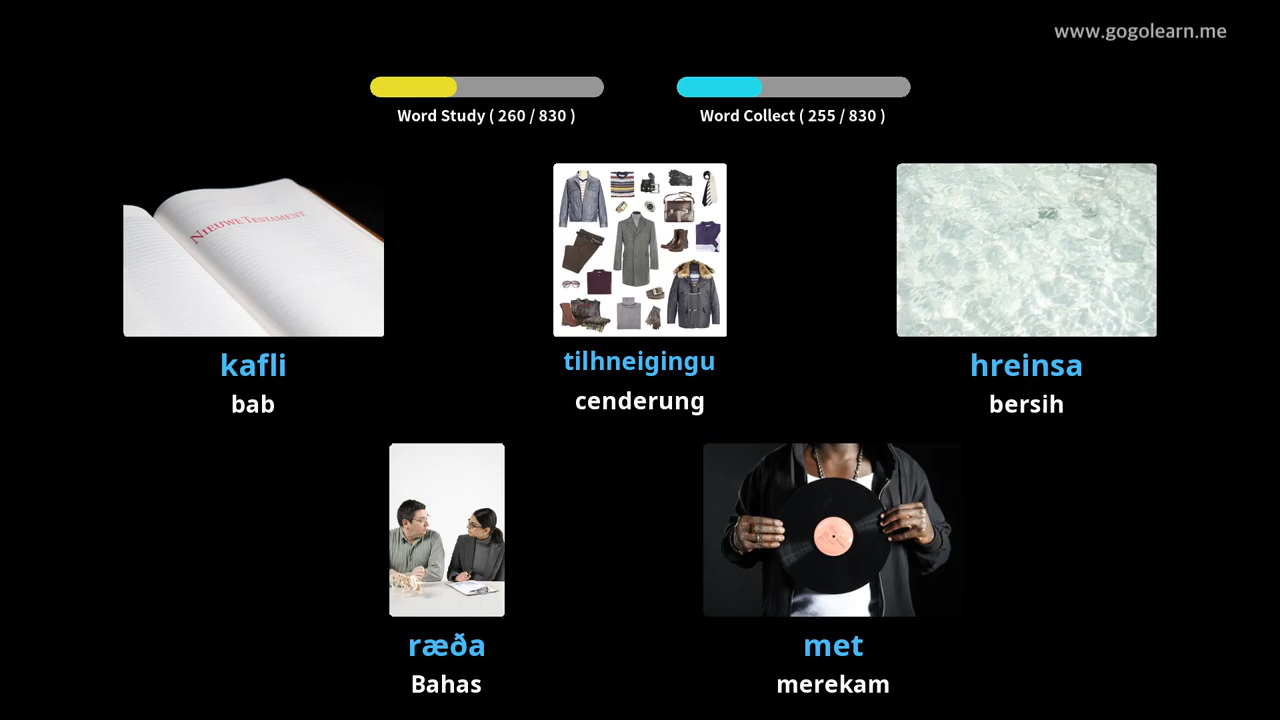 www.gogolearn.me
Word Study ( 260 / 830 )
Word Collect ( 255 / 830 )
NIEUWE TESTAMENT
kafli
bab
tilhneigingu
cenderung
hreinsa
bersih
ræða
Bahas
met
merekam